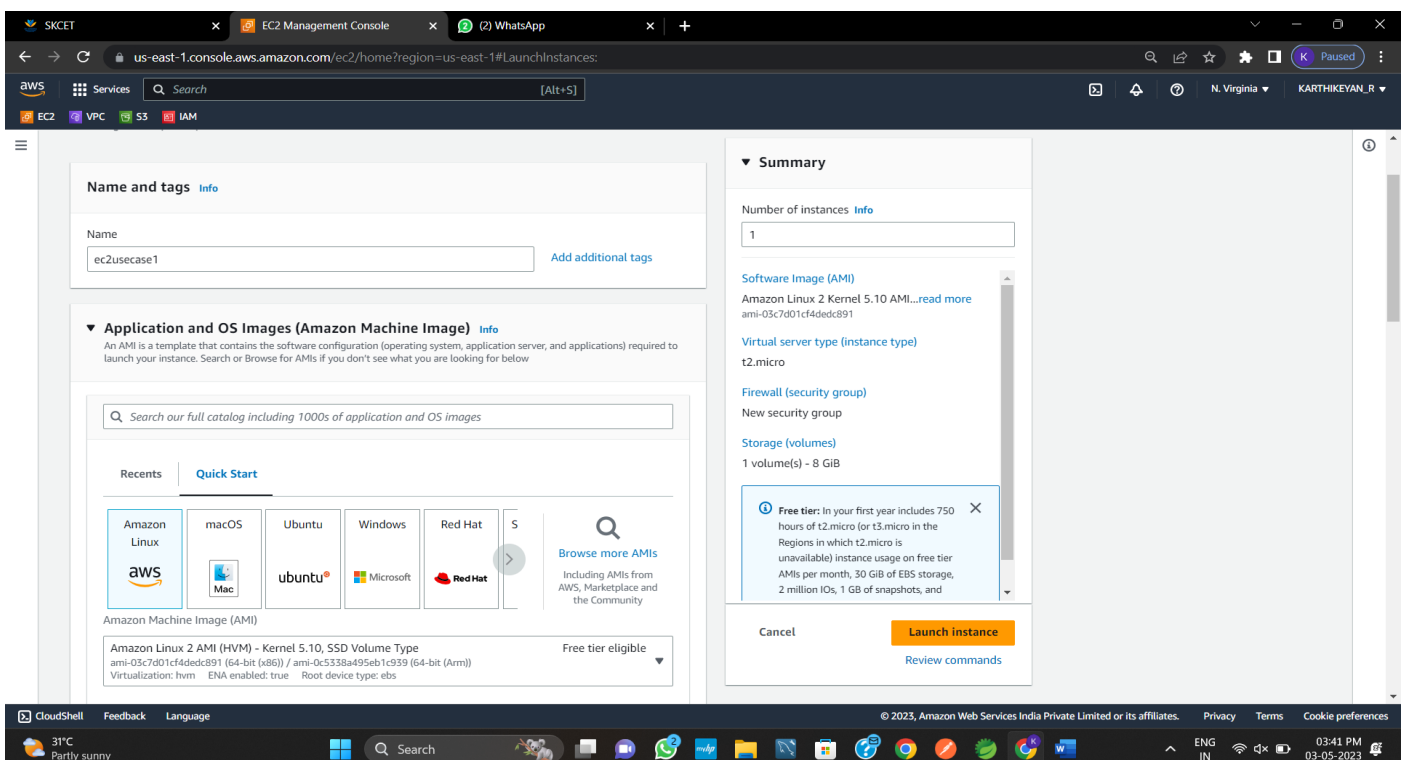 SKCET
EC2 Management Console
(2) WhatsApp
us-east-1.console.aws.amazon.com/ec2/home?region=us-east-1#LaunchInstances:
K Paused
aws
Services
Search
[Alt+S]
N. Virginia
KARTHIKEYAN_R
EC2
VPC
S3
IAM
Name and tags Info
Name
ec2usecase1
Add additional tags
Application and OS Images (Amazon Machine Image) Info
An AMI is a template that contains the software configuration (operating system, application server, and applications) required to
launch your instance. Search or Browse for AMIs if you don't see what you are looking for below
Search our full catalog including 1000s of application and OS images
Recents
Quick Start
Amazon
Linux
aws
macOS
Mac
Ubuntu
ubuntu®
Windows
Microsoft
Red Hat
Red Hat
S
Browse more AMIs
Including AMIs from
AWS, Marketplace and
the Community
Amazon Machine Image (AMI)
Amazon Linux 2 AMI (HVM) - Kernel 5.10, SSD Volume Type
Free tier eligible
ami-03c7d01cf4dedc891 (64-bit (x86)) / ami-0c5338a495eb1c939 (64-bit (Arm))
Virtualization: hvm ENA enabled: true Root device type: ebs
Summary
Number of instances Info
1
Software Image (AMI)
Amazon Linux 2 Kernel 5.10 AMI...read more
ami-03c7d01cf4dedc891
Virtual server type (instance type)
t2.micro
Firewall (security group)
New security group
Storage (volumes)
1 volume(s) - 8 GiB
Free tier: In your first year includes 750
hours of t2.micro (or t3.micro in the
Regions in which t2.micro is
unavailable) instance usage on free tier
AMIs per month, 30 GiB of EBS storage,
2 million IOs, 1 GB of snapshots, and
Cancel
Launch instance
Review commands
CloudShell
Feedback
Language
© 2023, Amazon Web Services India Private Limited or its affiliates.
Privacy
Terms
Cookie preferences
31°C
Partly sunny
Search
2
K
W
ENG
IN
03:41 PM
03-05-2023